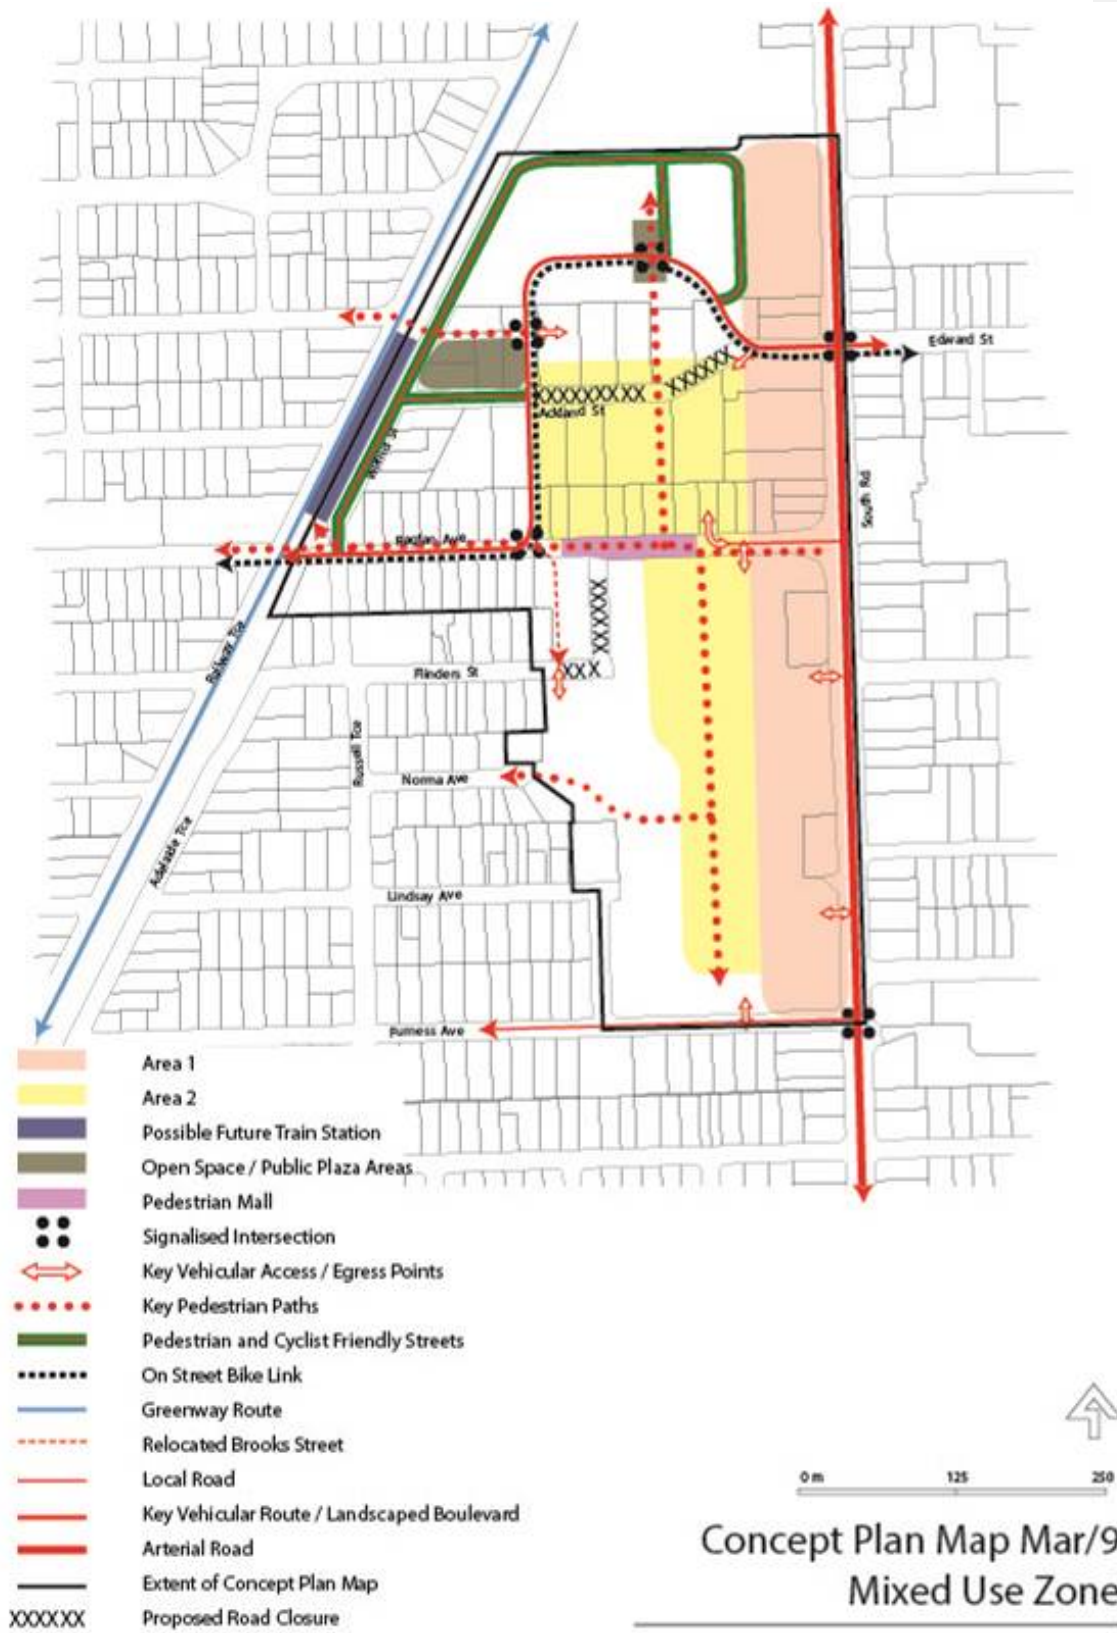 Edward St
Ackland St
Woodlands St
South Rd
Raglan Ave
Railway Tce
Flinders St
Russell Tce
Norma Ave
Adelaide Tce
Lindsay Ave
Furness Ave
Area 1
Area 2
Possible Future Train Station
Open Space / Public Plaza Areas
Pedestrian Mall
Signalised Intersection
Key Vehicular Access / Egress Points
Key Pedestrian Paths
Pedestrian and Cyclist Friendly Streets
On Street Bike Link
Greenway Route
Relocated Brooks Street
Local Road
Key Vehicular Route / Landscaped Boulevard
Arterial Road
Extent of Concept Plan Map
XXXXXX Proposed Road Closure
0 m 125 250
Concept Plan Map Mar/9
Mixed Use Zone